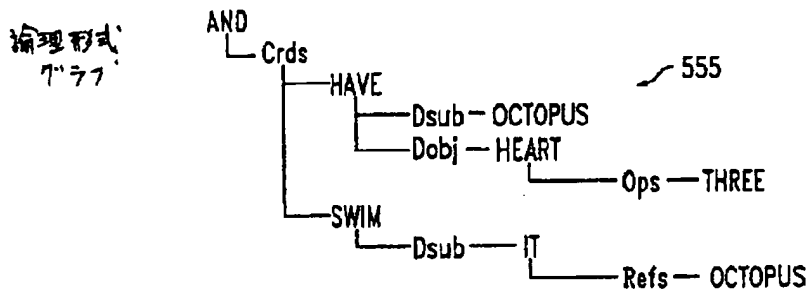 論理形式
グラフ
AND
Crds
HAVE
555
Dsub OCTOPUS
Dobj HEART
Ops THREE
SWIM
Dsub IT
Refs OCTOPUS